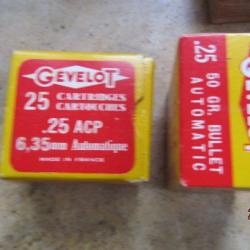 GEVELOT
25 CARTRIDGES
CARTOUCHES
.25 ACP
6,35mm Automatique
MADE IN FRANCE
.25
50 GR. BULLET
AUTOMATIC